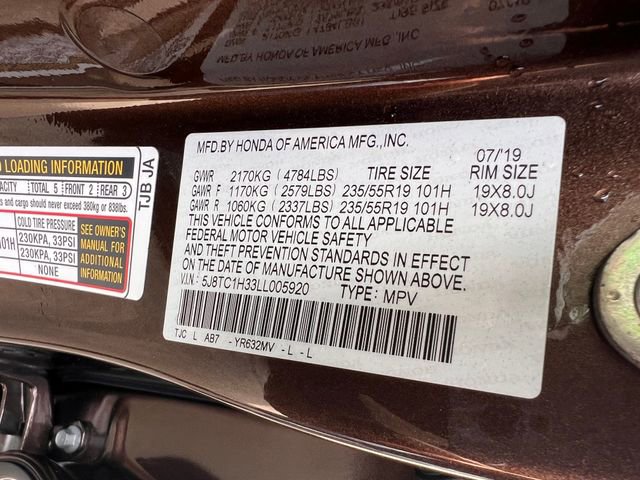 MFD.BY HONDA OF AMERICA MFG.,INC.
07/'19
GVWR 2170KG (4784LBS) TIRE SIZE RIM SIZE
GAWR F 1170KG (2579LBS) 235/55R19 101H 19X8.0J
GAWR R 1060KG (2337LBS) 235/55R19 101H 19X8.0J
THIS VEHICLE CONFORMS TO ALL APPLICABLE
FEDERAL MOTOR VEHICLE SAFETY
AND THEFT PREVENTION STANDARDS IN EFFECT
ON THE DATE OF MANUFACTURE SHOWN ABOVE.
V.I.N.: 5J8TC1H33LL005920 TYPE: MPV
TJC L AB7 -YR632MV -L -L
LOADING INFORMATION
TOTAL 5 FRONT 2 REAR 3
and cargo should never exceed 380kg or 838lbs.
COLD TIRE PRESSURE
230KPA, 33PSI
230KPA, 33PSI
NONE
SEE OWNER'S
MANUAL FOR
ADDITIONAL
INFORMATION
TJB JA